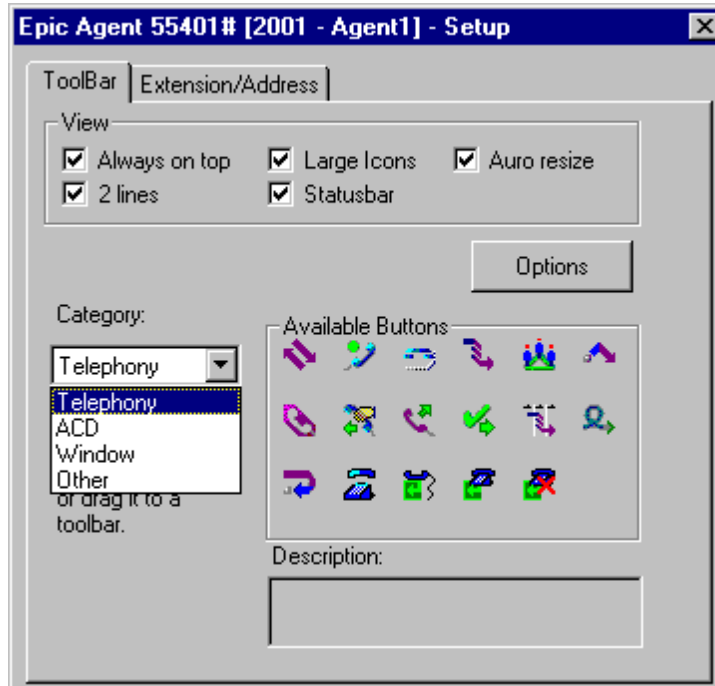 Epic Agent 55401# [2001 - Agent1] - Setup
ToolBar Extension/Address
View
Always on top Large Icons Auro resize
2 lines Statusbar
Options
Category:
Available Buttons
Telephony
Telephony
ACD
Window
Other
or drag it to a
toolbar.
Description: